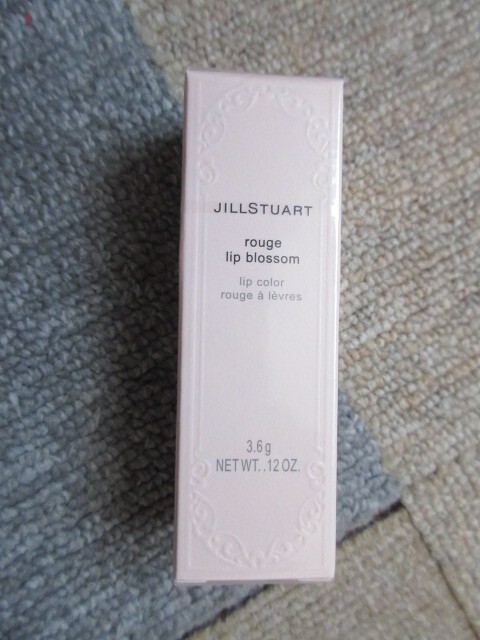 JILLSTUART
rouge
lip blossom
lip color
rouge à lèvres
3.6g
NET WT. .12 OZ.